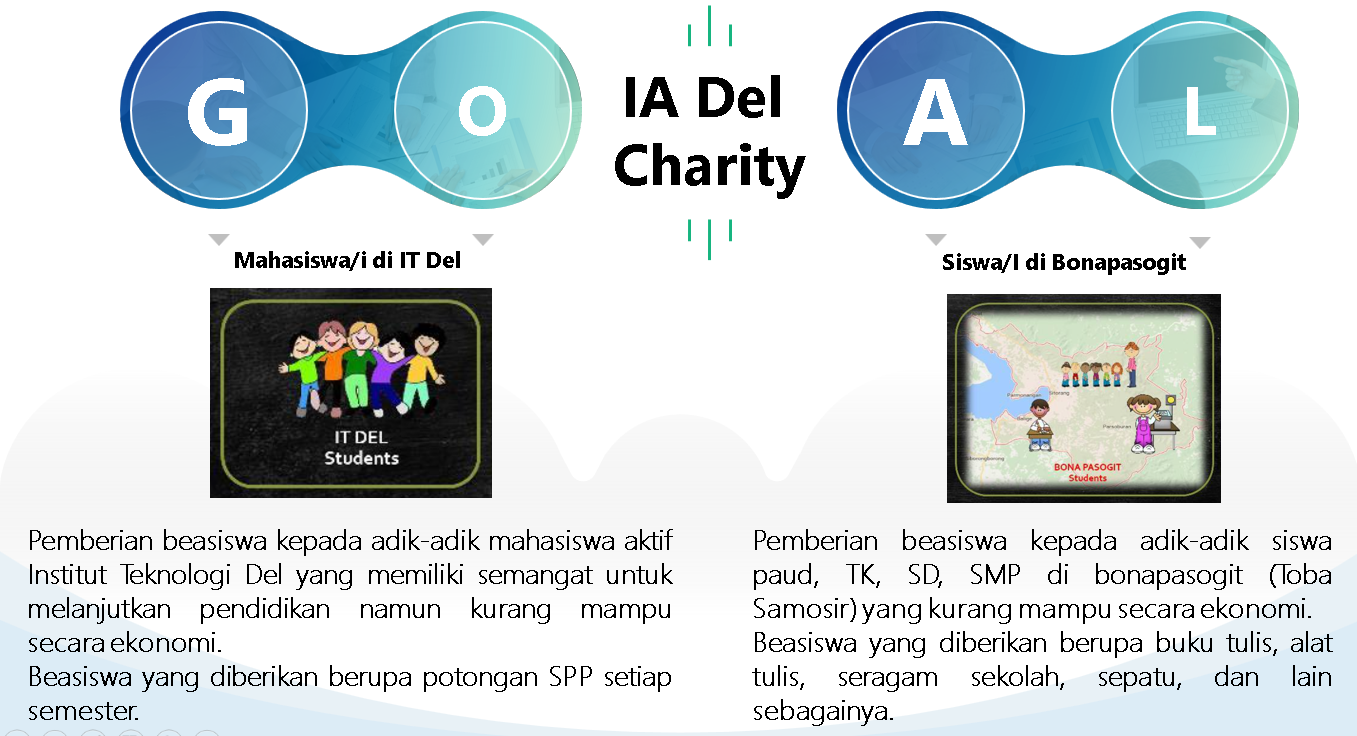 G O
IA Del
Charity
A L
Mahasiswa/i di IT Del
IT DEL
Students
Pemberian beasiswa kepada adik-adik mahasiswa aktif
Institut Teknologi Del yang memiliki semangat untuk
melanjutkan pendidikan namun kurang mampu
secara ekonomi.
Beasiswa yang diberikan berupa potongan SPP setiap
semester.
Siswa/I di Bonapasogit
BONA PASOGIT
Students
Pemberian beasiswa kepada adik-adik siswa
paud, TK, SD, SMP di bonapasogit (Toba
Samosir) yang kurang mampu secara ekonomi.
Beasiswa yang diberikan berupa buku tulis, alat
tulis, seragam sekolah, sepatu, dan lain
sebagainya.